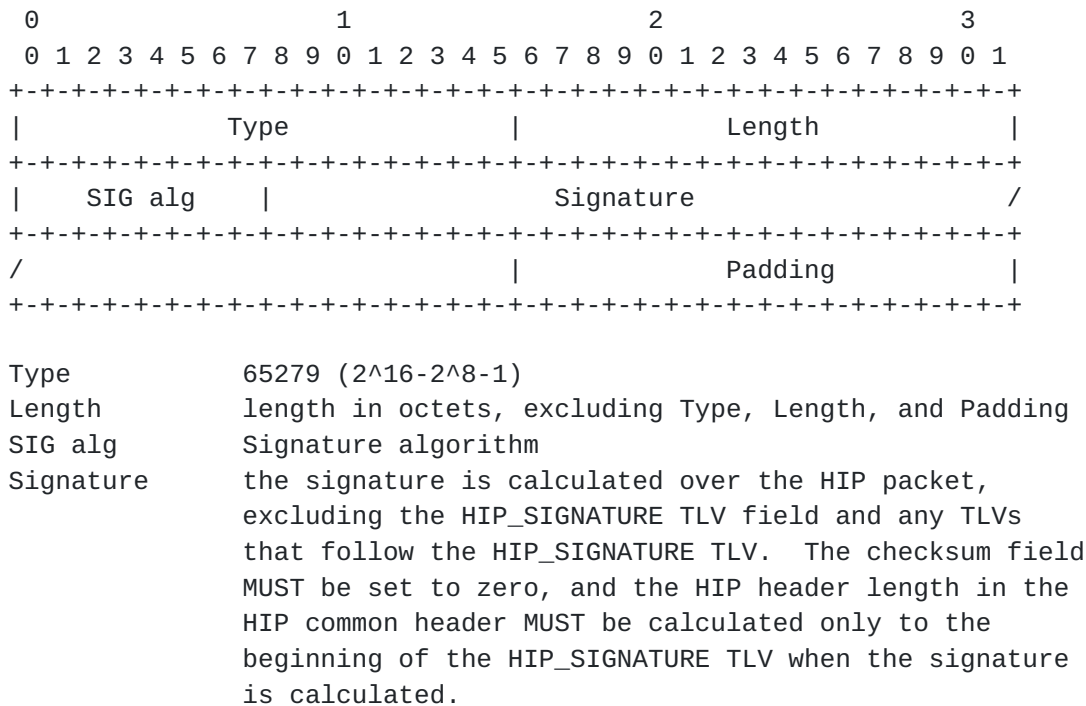 0                   1                   2                   3
 0 1 2 3 4 5 6 7 8 9 0 1 2 3 4 5 6 7 8 9 0 1 2 3 4 5 6 7 8 9 0 1
+-+-+-+-+-+-+-+-+-+-+-+-+-+-+-+-+-+-+-+-+-+-+-+-+-+-+-+-+-+-+-+-+
|             Type              |             Length            |
+-+-+-+-+-+-+-+-+-+-+-+-+-+-+-+-+-+-+-+-+-+-+-+-+-+-+-+-+-+-+-+-+
|    SIG alg    |                  Signature                    /
+-+-+-+-+-+-+-+-+-+-+-+-+-+-+-+-+-+-+-+-+-+-+-+-+-+-+-+-+-+-+-+-+
/                               |             Padding           |
+-+-+-+-+-+-+-+-+-+-+-+-+-+-+-+-+-+-+-+-+-+-+-+-+-+-+-+-+-+-+-+-+

Type           65279 (2^16-2^8-1)
Length         length in octets, excluding Type, Length, and Padding
SIG alg        Signature algorithm
Signature      the signature is calculated over the HIP packet,
               excluding the HIP_SIGNATURE TLV field and any TLVs
               that follow the HIP_SIGNATURE TLV.  The checksum field
               MUST be set to zero, and the HIP header length in the
               HIP common header MUST be calculated only to the
               beginning of the HIP_SIGNATURE TLV when the signature
               is calculated.